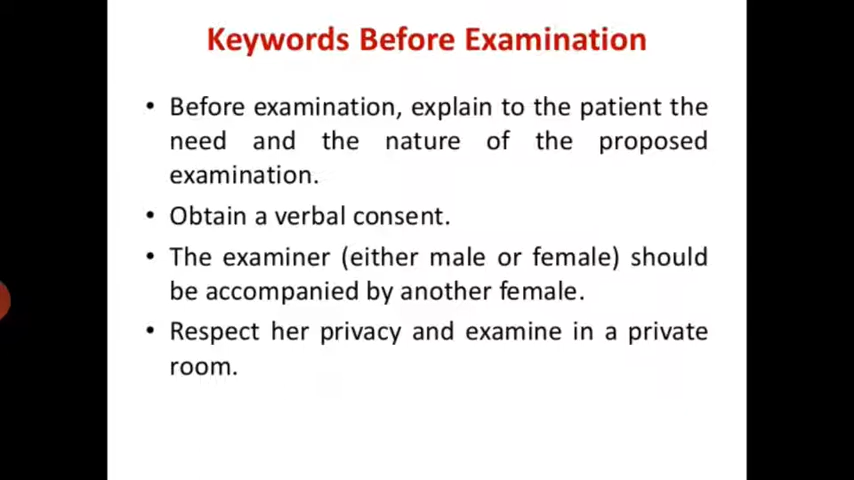 Keywords Before Examination
• Before examination, explain to the patient the
need and the nature of the proposed
examination.
• Obtain a verbal consent.
• The examiner (either male or female) should
be accompanied by another female.
• Respect her privacy and examine in a private
room.